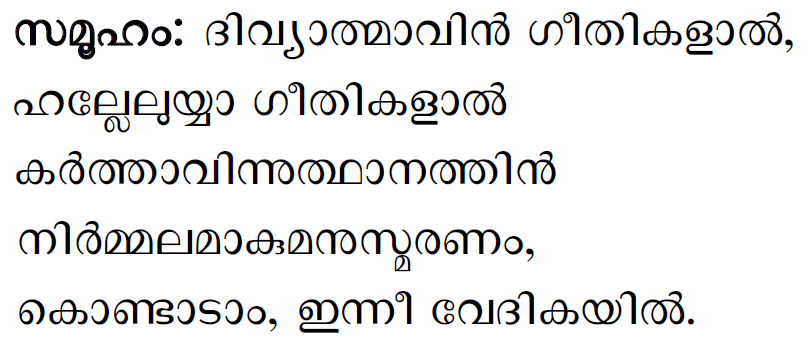 സമൂഹം: ദിവ്യാത്മാവിൻ ഗീതികളാൽ,
ഹല്ലേലുയ്യാ ഗീതികളാൽ
കർത്താവിന്നുത്ഥാനത്തിൻ
നിർമ്മലമാകുമനുസ്മരണം,
കൊണ്ടാടാം, ഇന്നീ വേദികയിൽ.